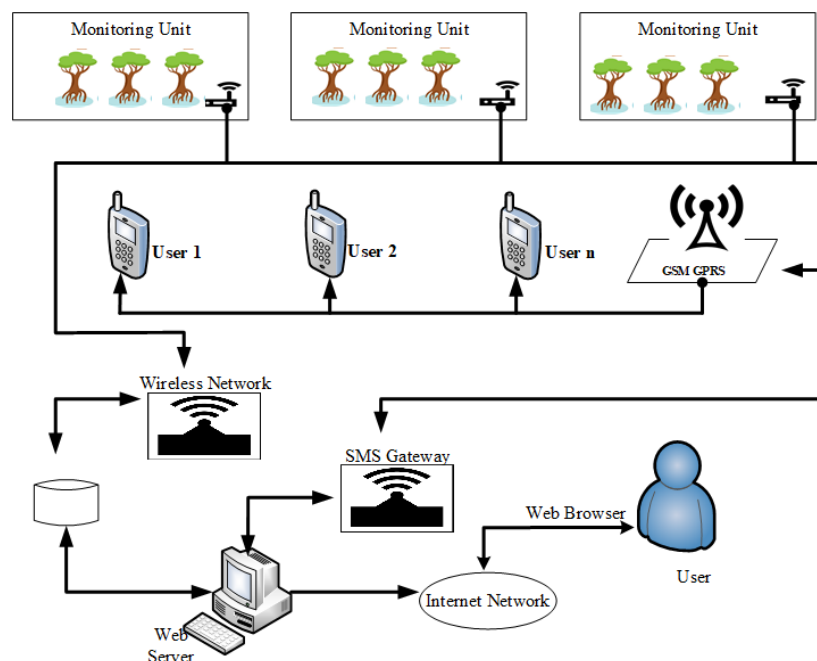 Monitoring Unit
Monitoring Unit
Monitoring Unit
User 1
User 2
User n
GSM GPRS
Wireless Network
SMS Gateway
Web Browser
User
Internet Network
Web
Server